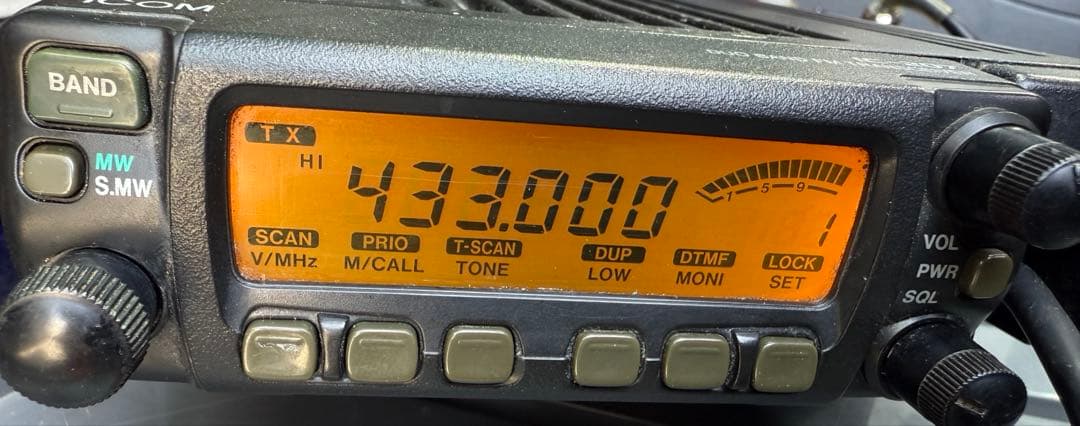 ICOM
BAND
MW
S.MW
TX
HI
433.000
1 5 9
1
SCAN PRIO T-SCAN DUP DTMF LOCK
V/MHz M/CALL TONE LOW MONI SET
VOL
PWR
SQL